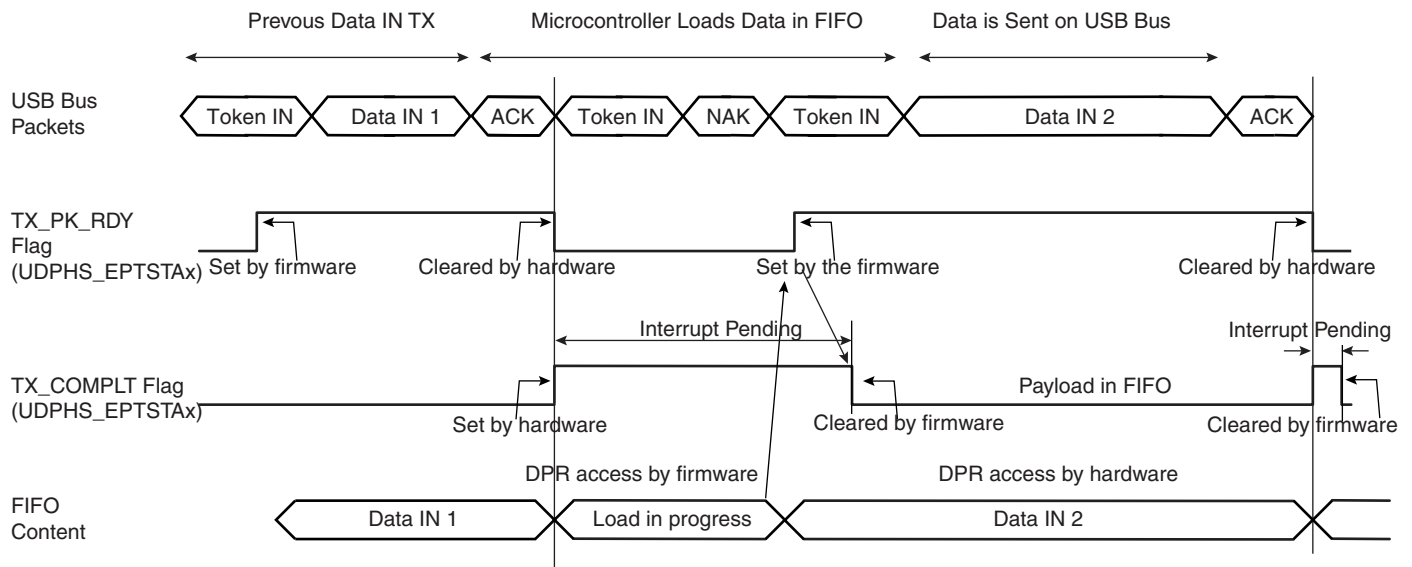 Prevous Data IN TX
Microcontroller Loads Data in FIFO
Data is Sent on USB Bus
USB Bus
Packets
Token IN
Data IN 1
ACK
Token IN
NAK
Token IN
Data IN 2
ACK
TX_PK_RDY
Flag
(UDPHS_EPTSTAx)
Set by firmware
Cleared by hardware
Set by the firmware
Cleared by hardware
Interrupt Pending
Interrupt Pending
TX_COMPLT Flag
(UDPHS_EPTSTAx)
Payload in FIFO
Set by hardware
Cleared by firmware
Cleared by firmware
DPR access by firmware
DPR access by hardware
FIFO
Content
Data IN 1
Load in progress
Data IN 2